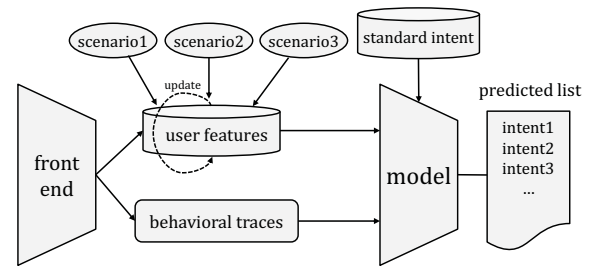 scenario1
scenario2
scenario3
standard intent
update
user features
front
end
behavioral traces
model
predicted list
intent1
intent2
intent3
...